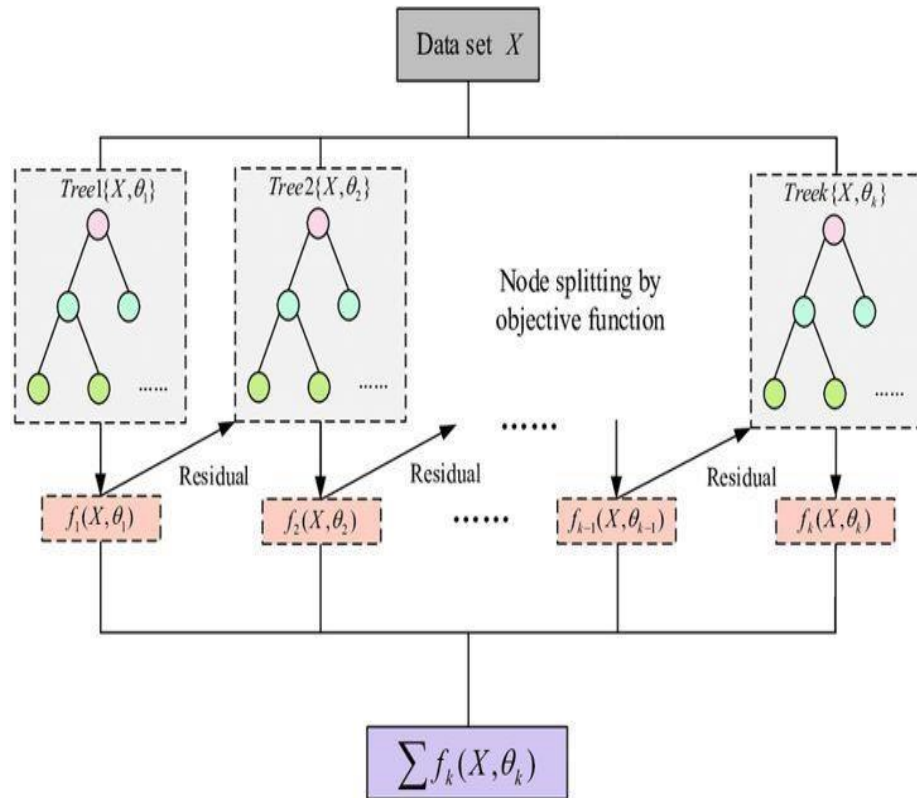 Data set X
Tree1{X,θ₁}
Tree2{X,θ₂}
Treek{X,θₖ}
Node splitting by
objective function
......
......
......
......
Residual
Residual
Residual
f₁(X,θ₁)
f₂(X,θ₂)
......
fₖ₋₁(X,θₖ₋₁)
fₖ(X,θₖ)
∑fₖ(X,θₖ)